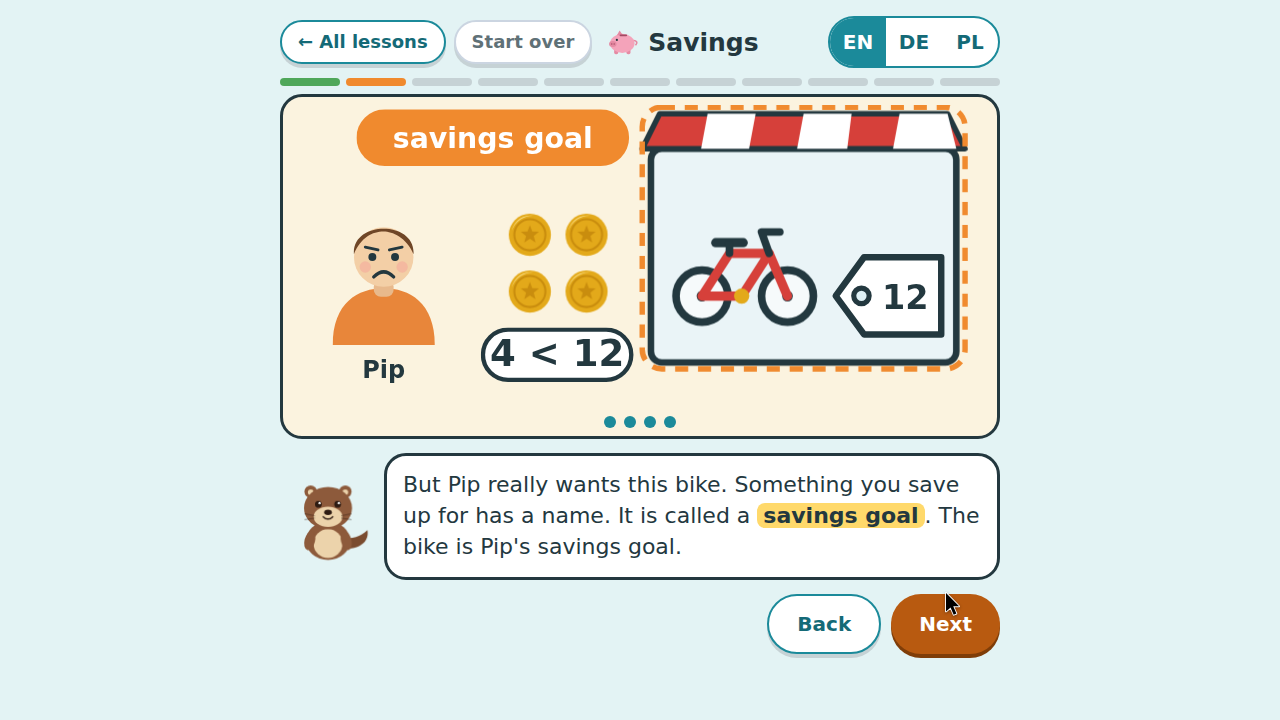 ← All lessons
Start over
Savings
EN DE PL
savings goal
12
4 < 12
Pip
But Pip really wants this bike. Something you save
up for has a name. It is called a savings goal. The
bike is Pip's savings goal.
Back
Next